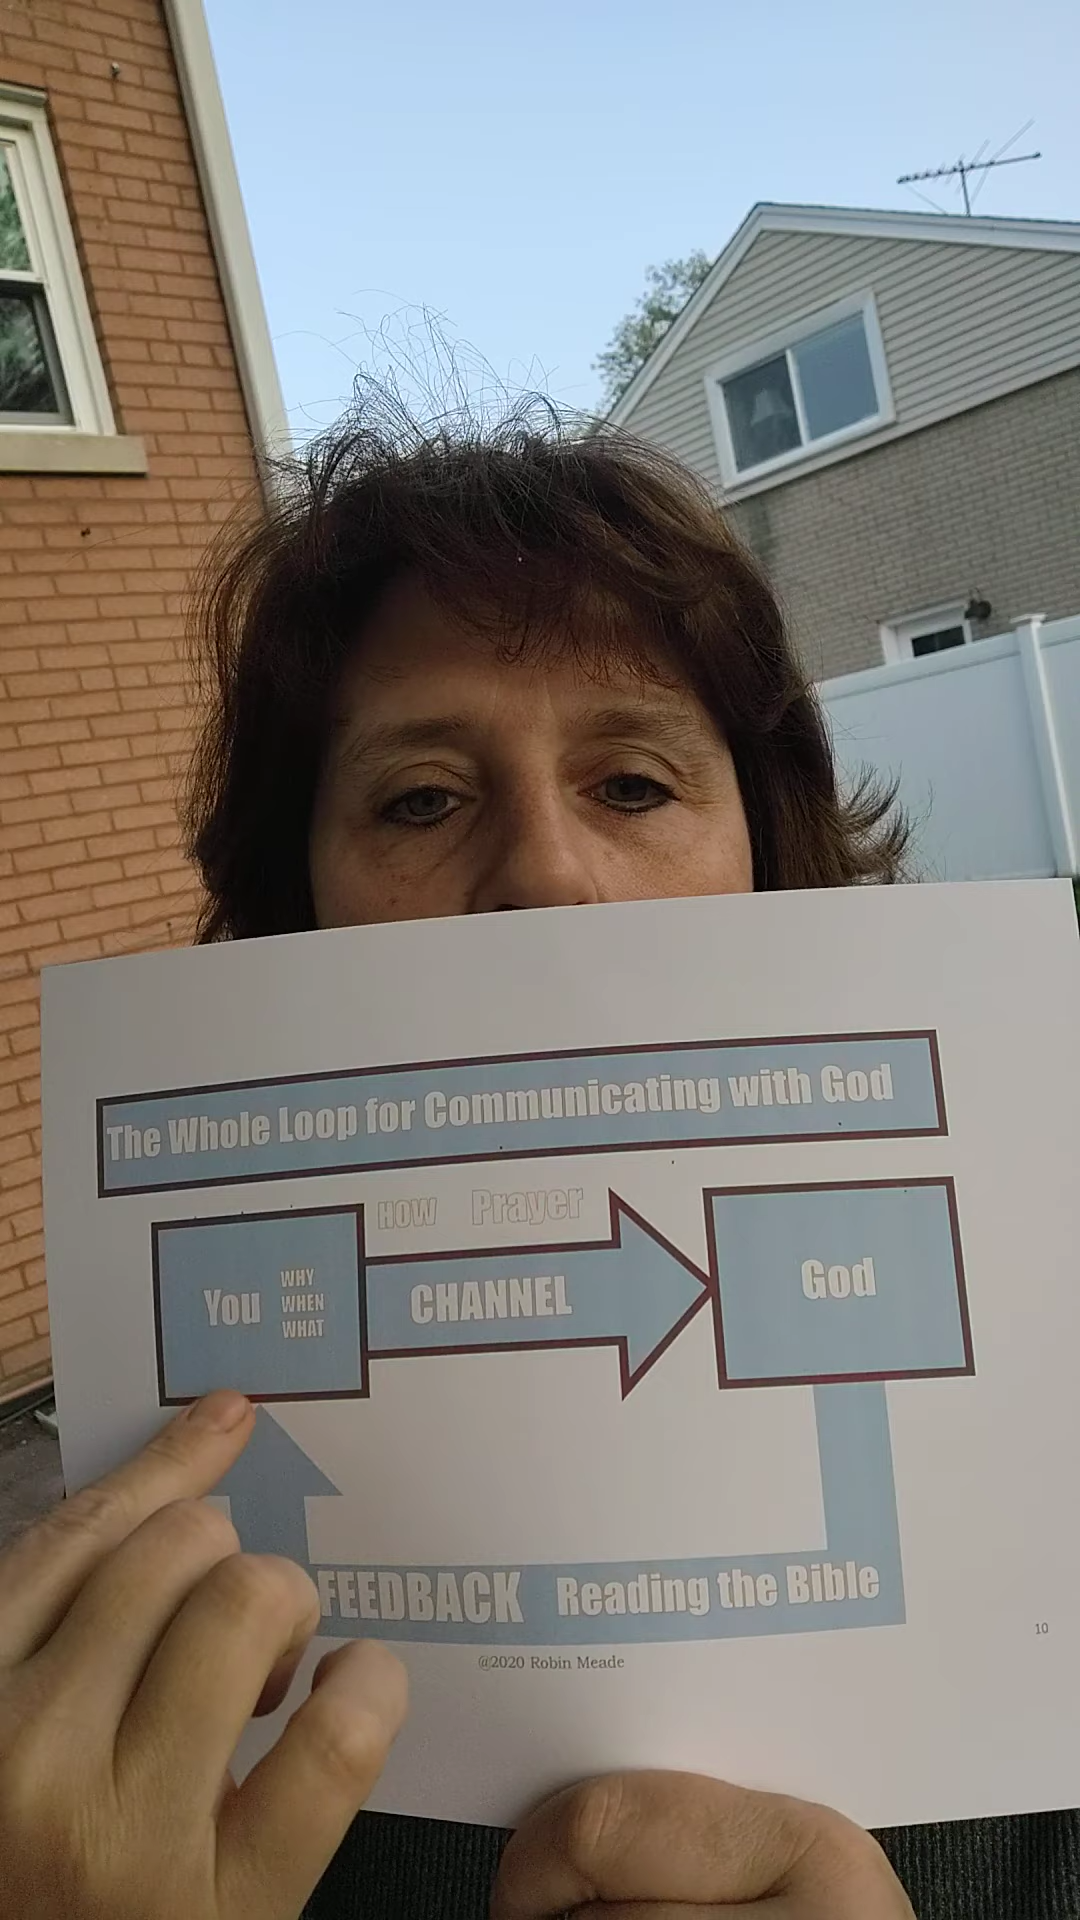 The Whole Loop for Communicating with God
HOW Prayer
You
WHY
WHEN
WHAT
CHANNEL
God
FEEDBACK Reading the Bible
10
@2020 Robin Meade